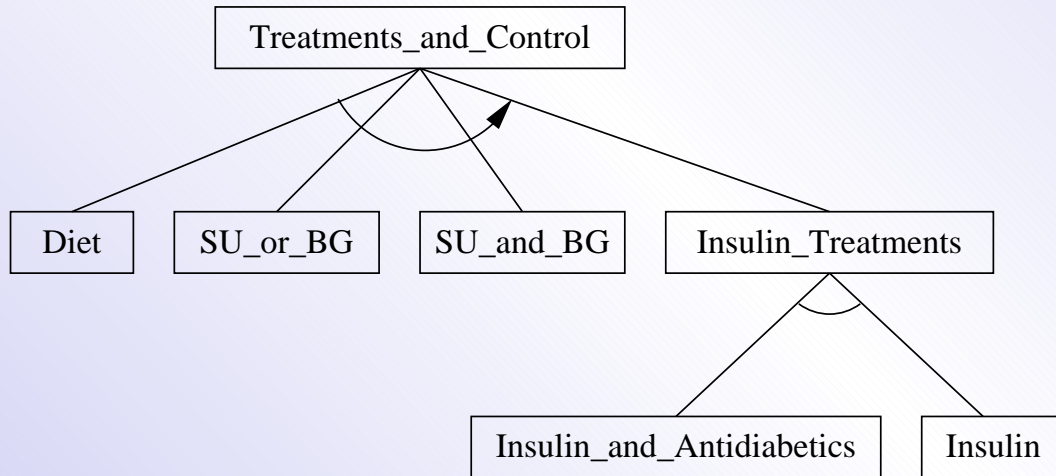 Treatments_and_Control
Diet
SU_or_BG
SU_and_BG
Insulin_Treatments
Insulin_and_Antidiabetics
Insulin